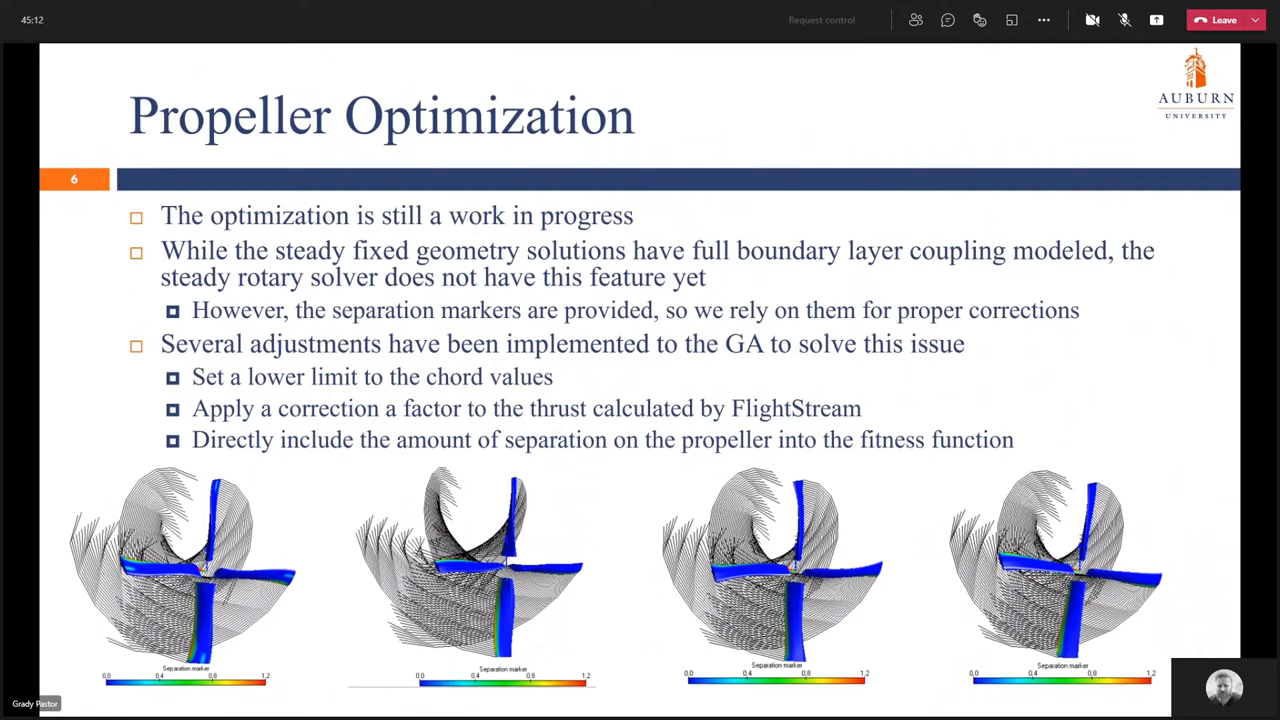 45:12
Request control
Leave
AUBURN
UNIVERSITY
Propeller Optimization
6
The optimization is still a work in progress
While the steady fixed geometry solutions have full boundary layer coupling modeled, the
steady rotary solver does not have this feature yet
However, the separation markers are provided, so we rely on them for proper corrections
Several adjustments have been implemented to the GA to solve this issue
Set a lower limit to the chord values
Apply a correction a factor to the thrust calculated by FlightStream
Directly include the amount of separation on the propeller into the fitness function
Separation marker
0,0 0,4 0,8 1,2
Separation marker
0,0 0,4 0,8 1,2
Separation marker
0,0 0,4 0,8 1,2
Separation marker
0,0 0,4 0,8 1,2
Grady Pastor